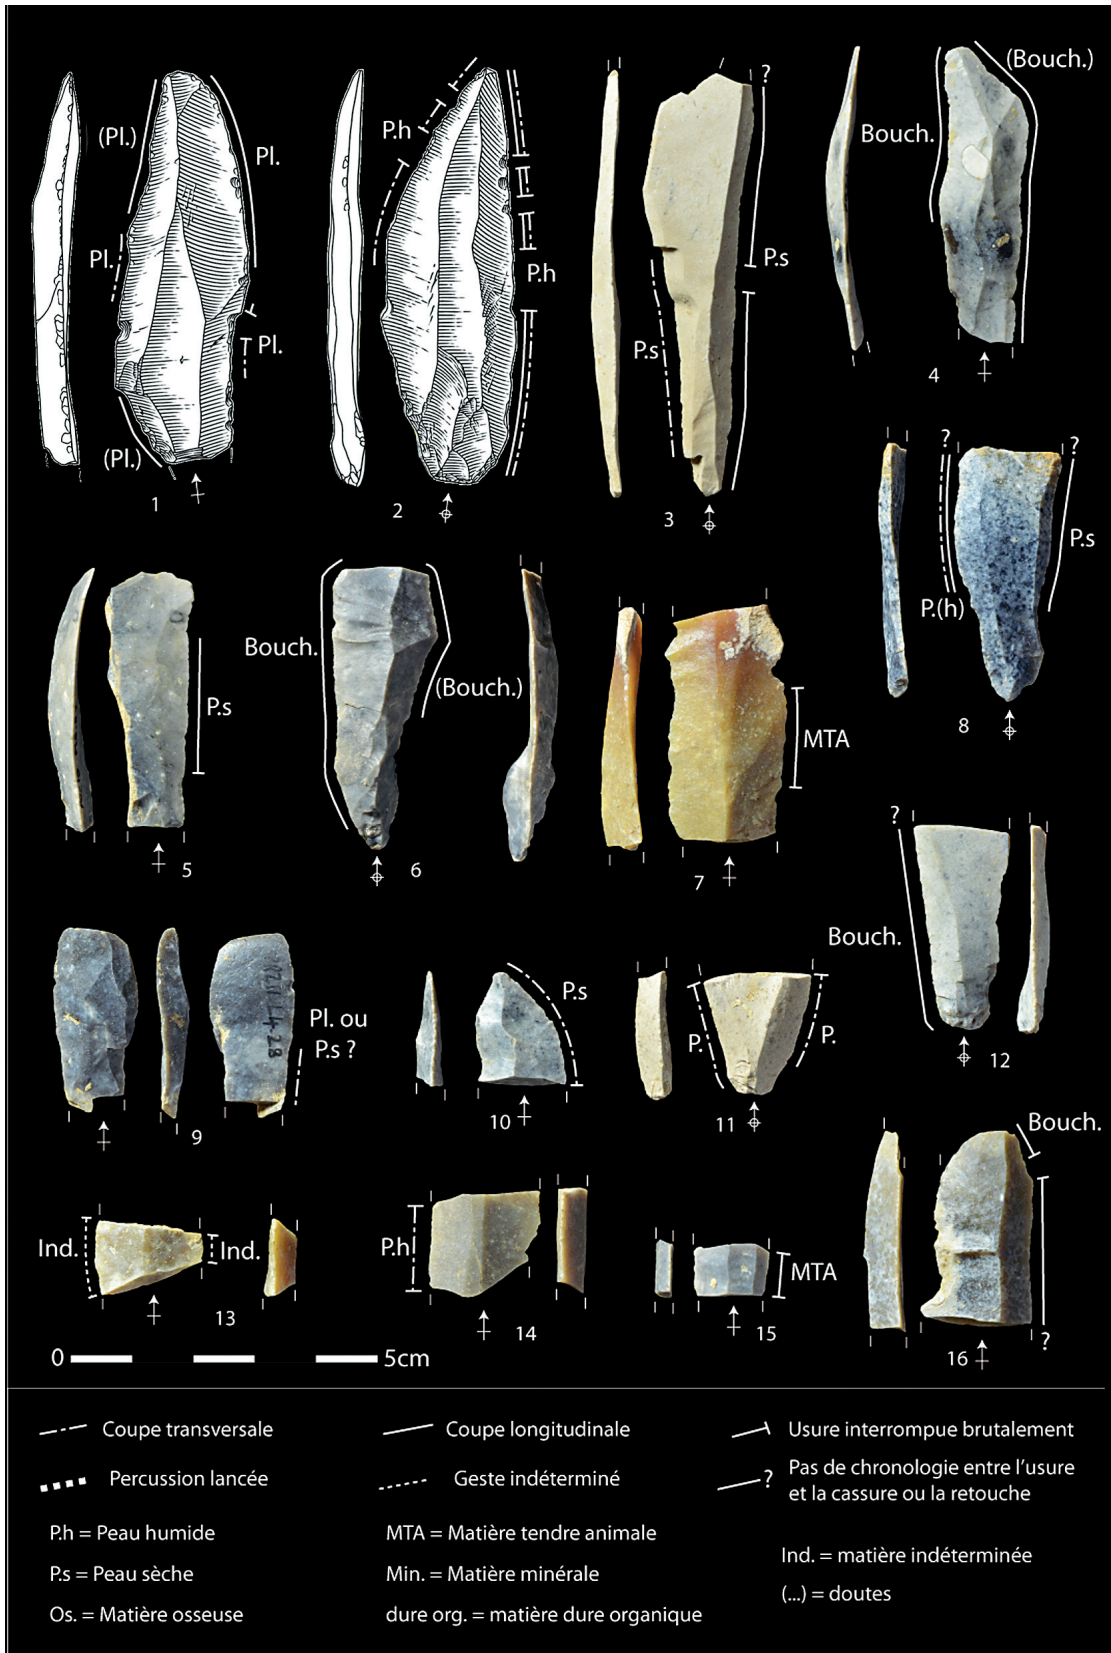 (Pl.)
Pl.
Pl.
Pl.
(Pl.)
1
P.h
P.h
2
?
P.s
P.s
3
(Bouch.)
Bouch.
4
P.s
5
Bouch.
(Bouch.)
6
MTA
7
?
?
P.s
P.(h)
8
Pl. ou
P.s ?
9
P.s
10
P.
P.
11
?
Bouch.
12
Ind.
Ind.
13
P.h
14
MTA
15
Bouch.
?
16
0 5cm
Coupe transversale
Percussion lancée
P.h = Peau humide
P.s = Peau sèche
Os. = Matière osseuse
Coupe longitudinale
Geste indéterminé
MTA = Matière tendre animale
Min. = Matière minérale
dure org. = matière dure organique
Usure interrompue brutalement
? Pas de chronologie entre l'usure
et la cassure ou la retouche
Ind. = matière indéterminée
(...) = doutes